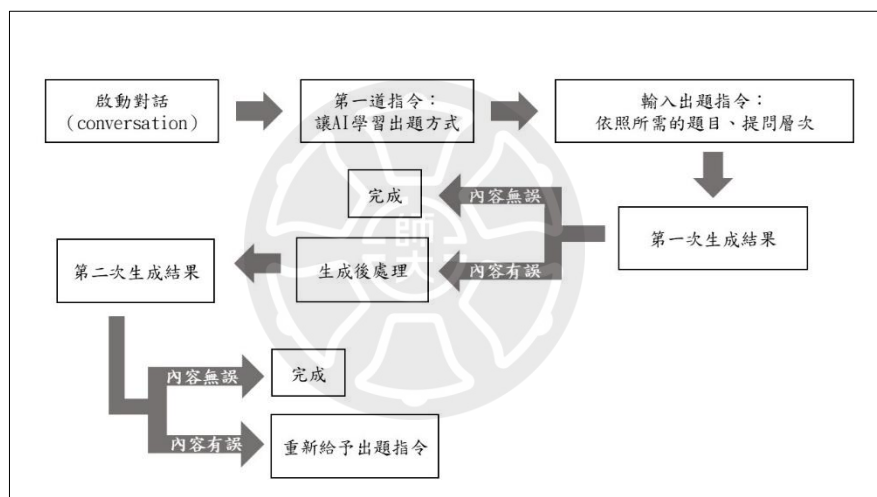 啟動對話
(conversation)
第一道指令：
讓AI學習出題方式
輸入出題指令：
依照所需的題目、提問層次
完成
內容無誤
第一次生成結果
師大
第二次生成結果
生成後處理
內容有誤
內容無誤
完成
內容有誤
重新給予出題指令